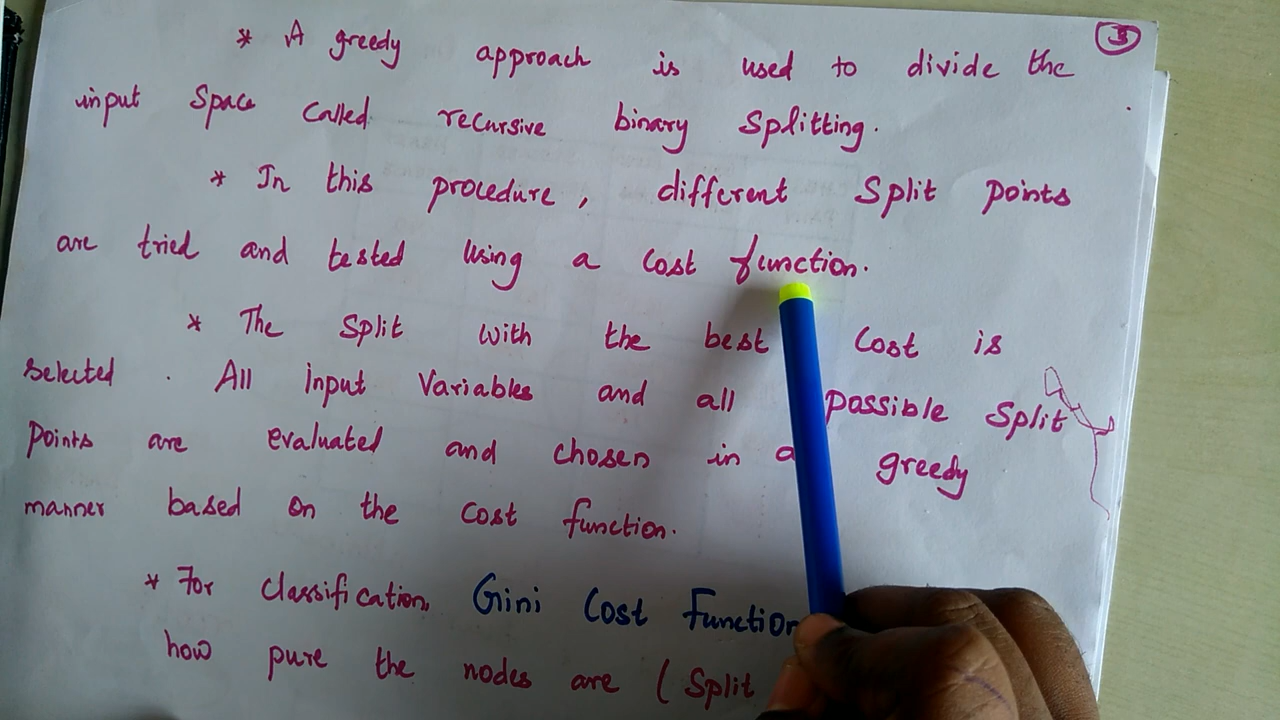 3
* A greedy approach is used to divide the
input Space Called recursive binary Splitting.
* In this procedure, different Split points
are tried and tested Using a Cost function.
* The Split with the best Cost is
Selected. All input Variables and all possible Split
Points are evaluated and chosen in a greedy
manner based on the Cost function.
* For Classification, Gini Cost Function
how pure the nodes are (Split